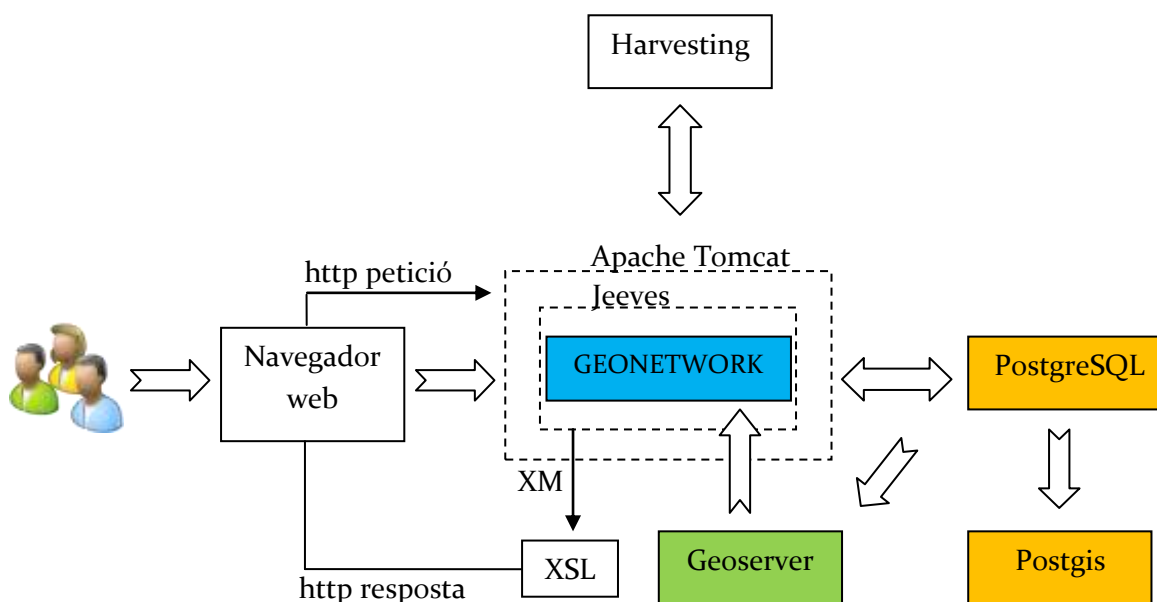 Harvesting
Apache Tomcat
http petició
Jeeves
Navegador
web
GEONETWORK
PostgreSQL
XM
XSL
Geoserver
Postgis
http resposta